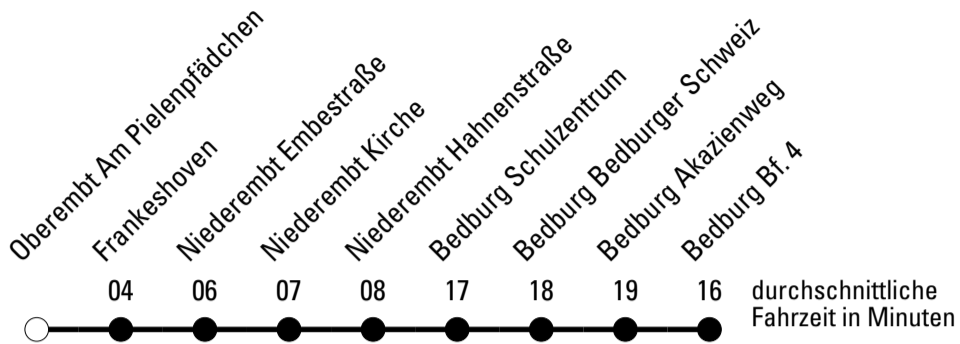 Oberembt Am Pielenpfädchen
Frankeshoven
Niederembt Embestraße
Niederembt Kirche
Niederembt Hahnenstraße
Bedburg Schulzentrum
Bedburg Bedburger Schweiz
Bedburg Akazienweg
Bedburg Bf. 4
04 06 07 08 17 18 19 16
durchschnittliche
Fahrzeit in Minuten